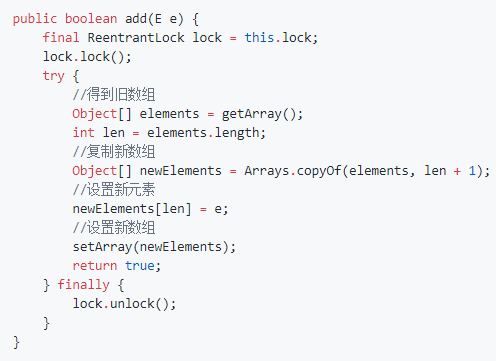 public boolean add(E e) {
    final ReentrantLock lock = this.lock;
    lock.lock();
    try {
        //得到旧数组
        Object[] elements = getArray();
        int len = elements.length;
        //复制新数组
        Object[] newElements = Arrays.copyOf(elements, len + 1);
        //设置新元素
        newElements[len] = e;
        //设置新数组
        setArray(newElements);
        return true;
    } finally {
        lock.unlock();
    }
}